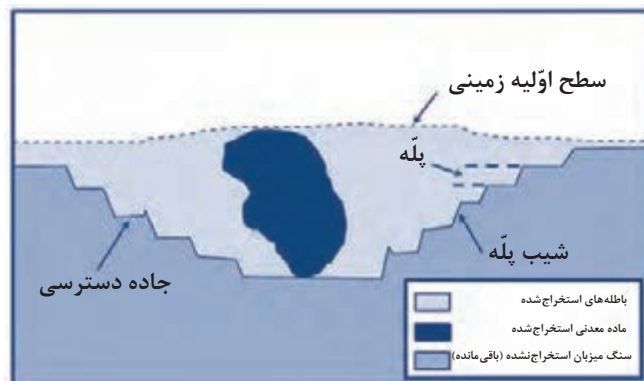 سطح اوّلیه زمینی
پلّه
شیب پلّه
جاده دسترسی
باطله‌های استخراج‌شده
ماده معدنی استخراج‌شده
سنگ میزبان استخراج‌نشده (باقی‌مانده)